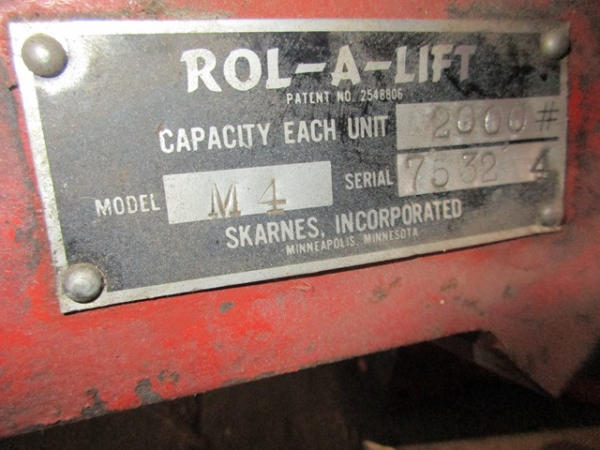 ROL-A-LIFT
PATENT NO. 2548806
CAPACITY EACH UNIT 2000#
MODEL M4 SERIAL 7532 4
SKARNES, INCORPORATED
MINNEAPOLIS, MINNESOTA